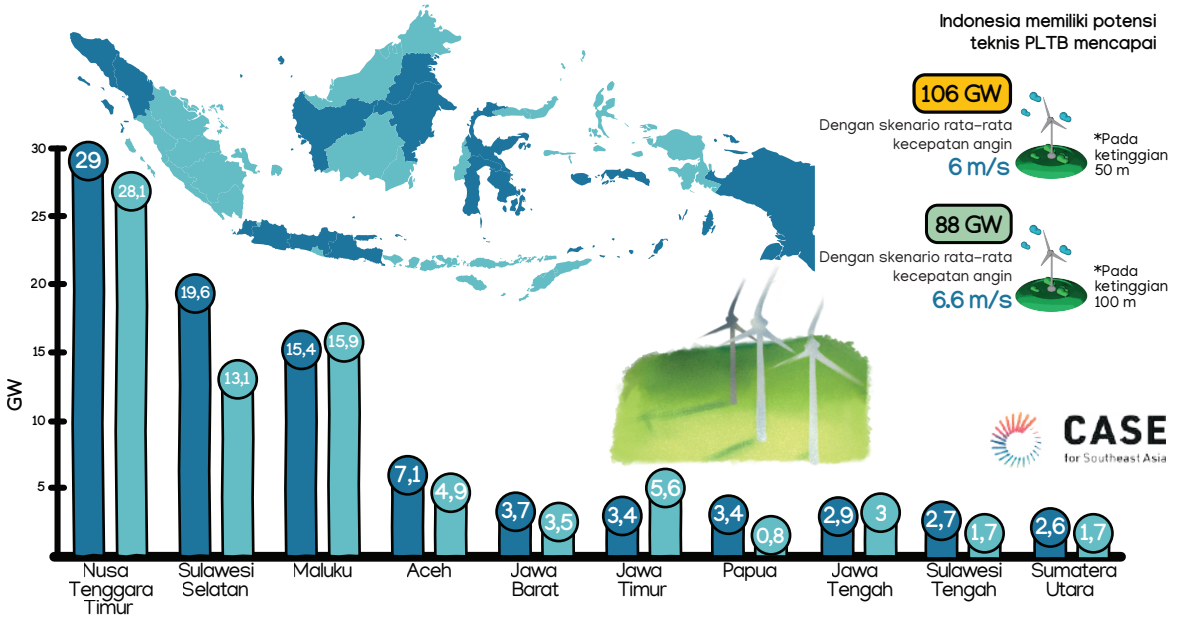 Indonesia memiliki potensi
teknis PLTB mencapai
106 GW
Dengan skenario rata-rata
kecepatan angin
6 m/s
*Pada
ketinggian
50 m
88 GW
Dengan skenario rata-rata
kecepatan angin
6.6 m/s
*Pada
ketinggian
100 m
CASE
for Southeast Asia
GW
30
25
20
15
10
5
29
28,1
19,6
13,1
15,4
15,9
7,1
4,9
3,7
3,5
3,4
5,6
3,4
0,8
2,9
3
2,7
1,7
2,6
1,7
Nusa
Tenggara
Timur
Sulawesi
Selatan
Maluku
Aceh
Jawa
Barat
Jawa
Timur
Papua
Jawa
Tengah
Sulawesi
Tengah
Sumatera
Utara